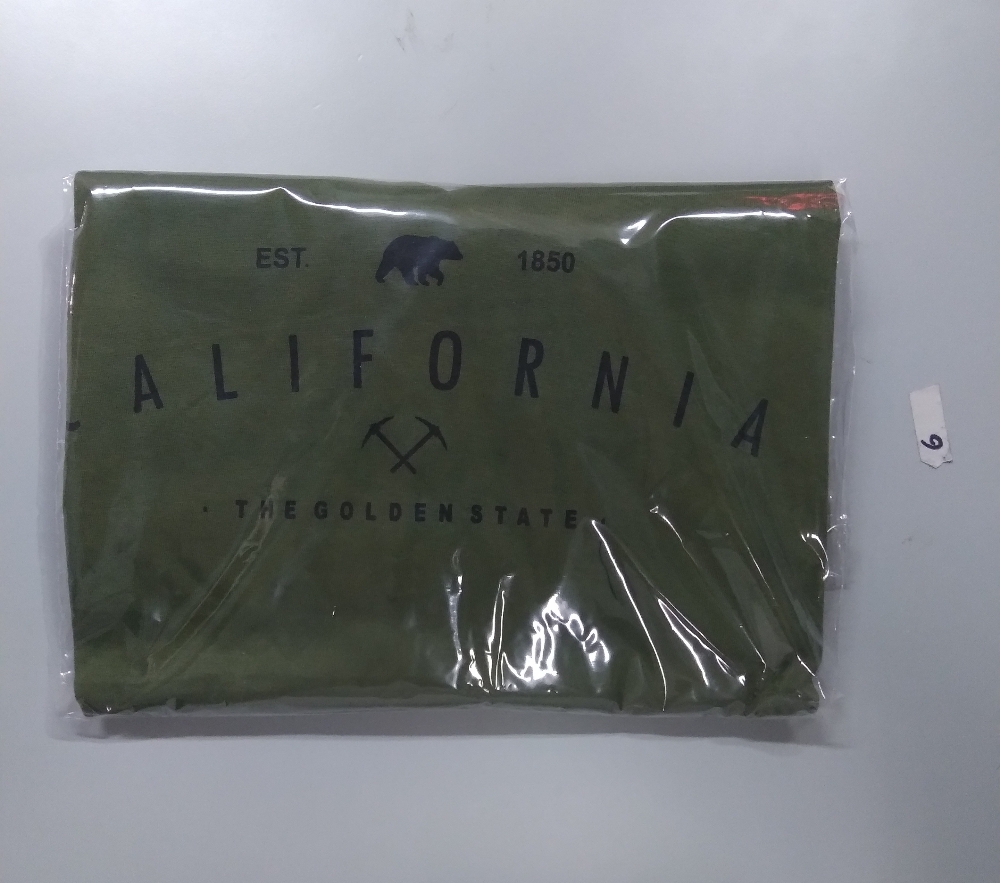 EST. 1850
ALIFORNIA
· THE GOLDEN STATE ·